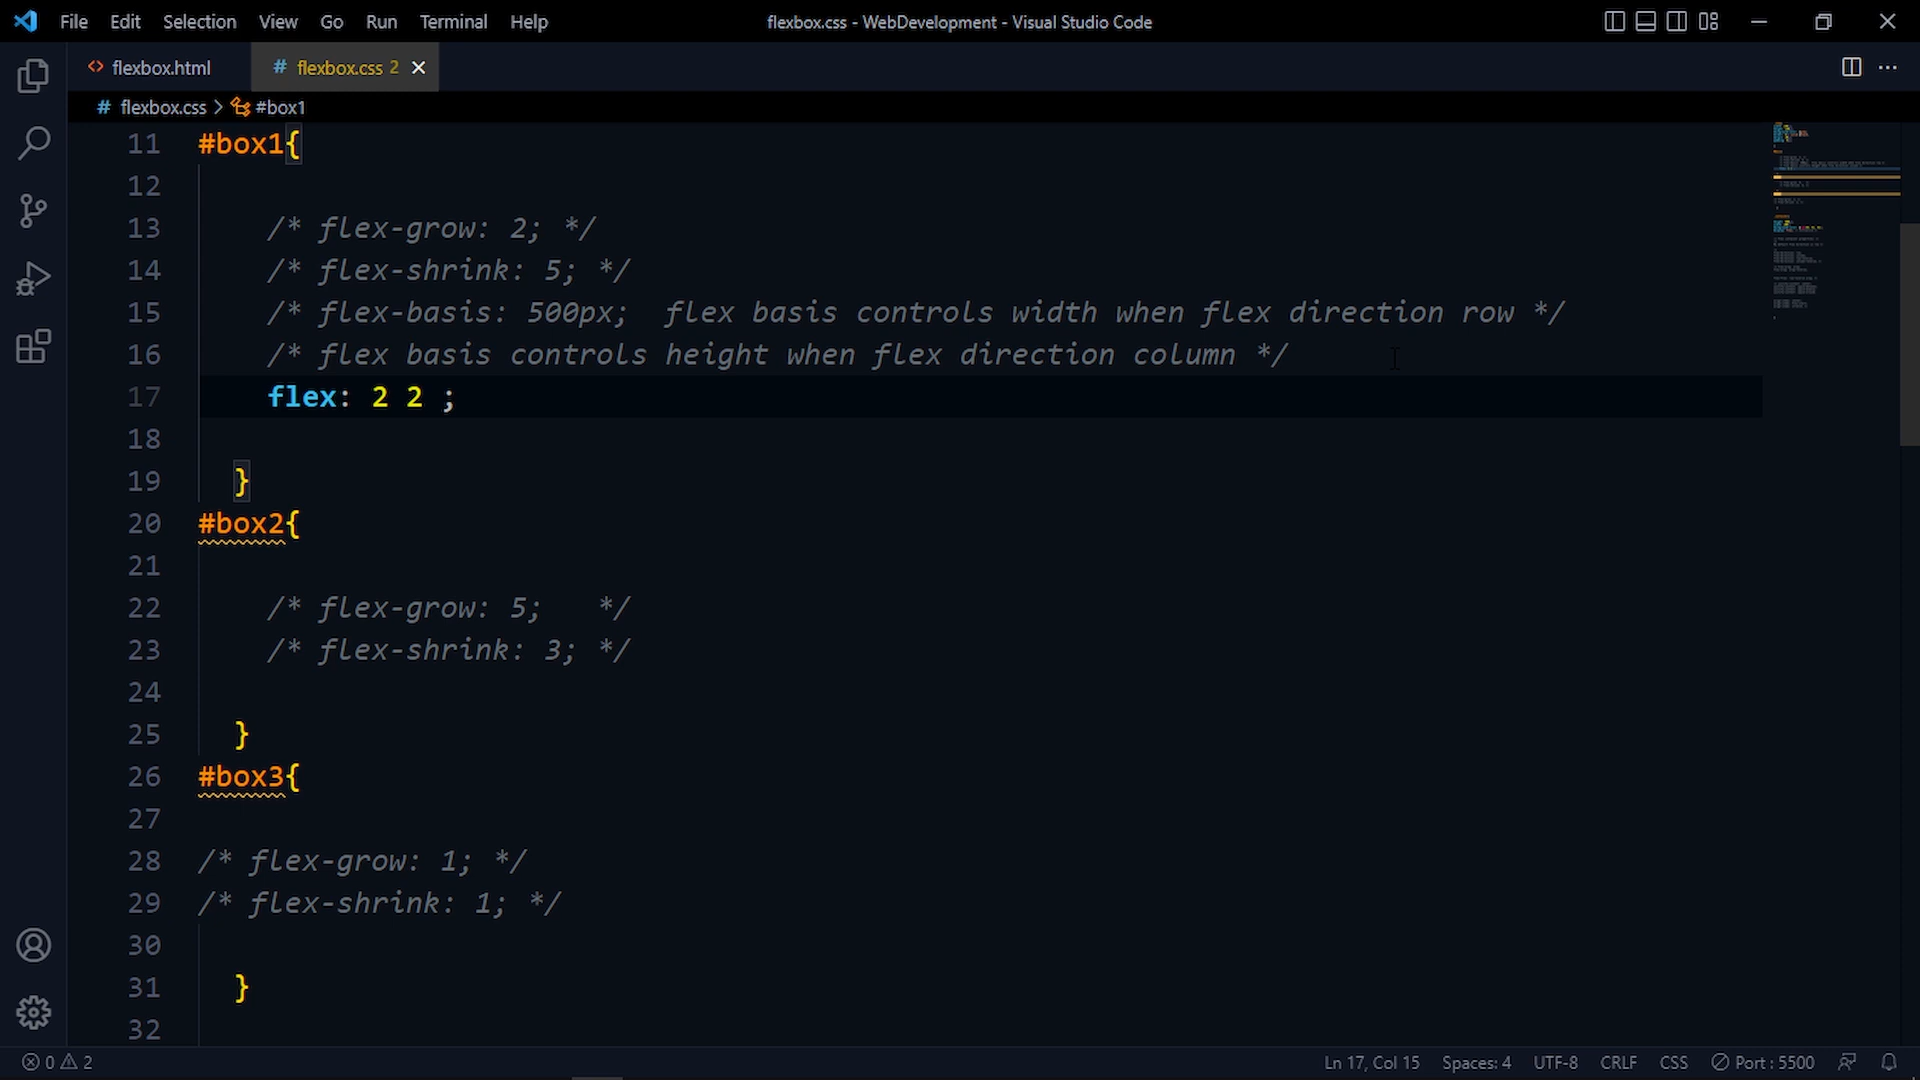 File Edit Selection View Go Run Terminal Help flexbox.css - WebDevelopment - Visual Studio Code
<> flexbox.html # flexbox.css 2
# flexbox.css > #box1
11 #box1{
12
13 /* flex-grow: 2; */
14 /* flex-shrink: 5; */
15 /* flex-basis: 500px;  flex basis controls width when flex direction row */
16 /* flex basis controls height when flex direction column */
17 flex: 2 2 ;
18
19 }
20 #box2{
21
22 /* flex-grow: 5;   */
23 /* flex-shrink: 3; */
24
25 }
26 #box3{
27
28 /* flex-grow: 1; */
29 /* flex-shrink: 1; */
30
31 }
32
0 2 Ln 17, Col 15 Spaces: 4 UTF-8 CRLF CSS Port : 5500